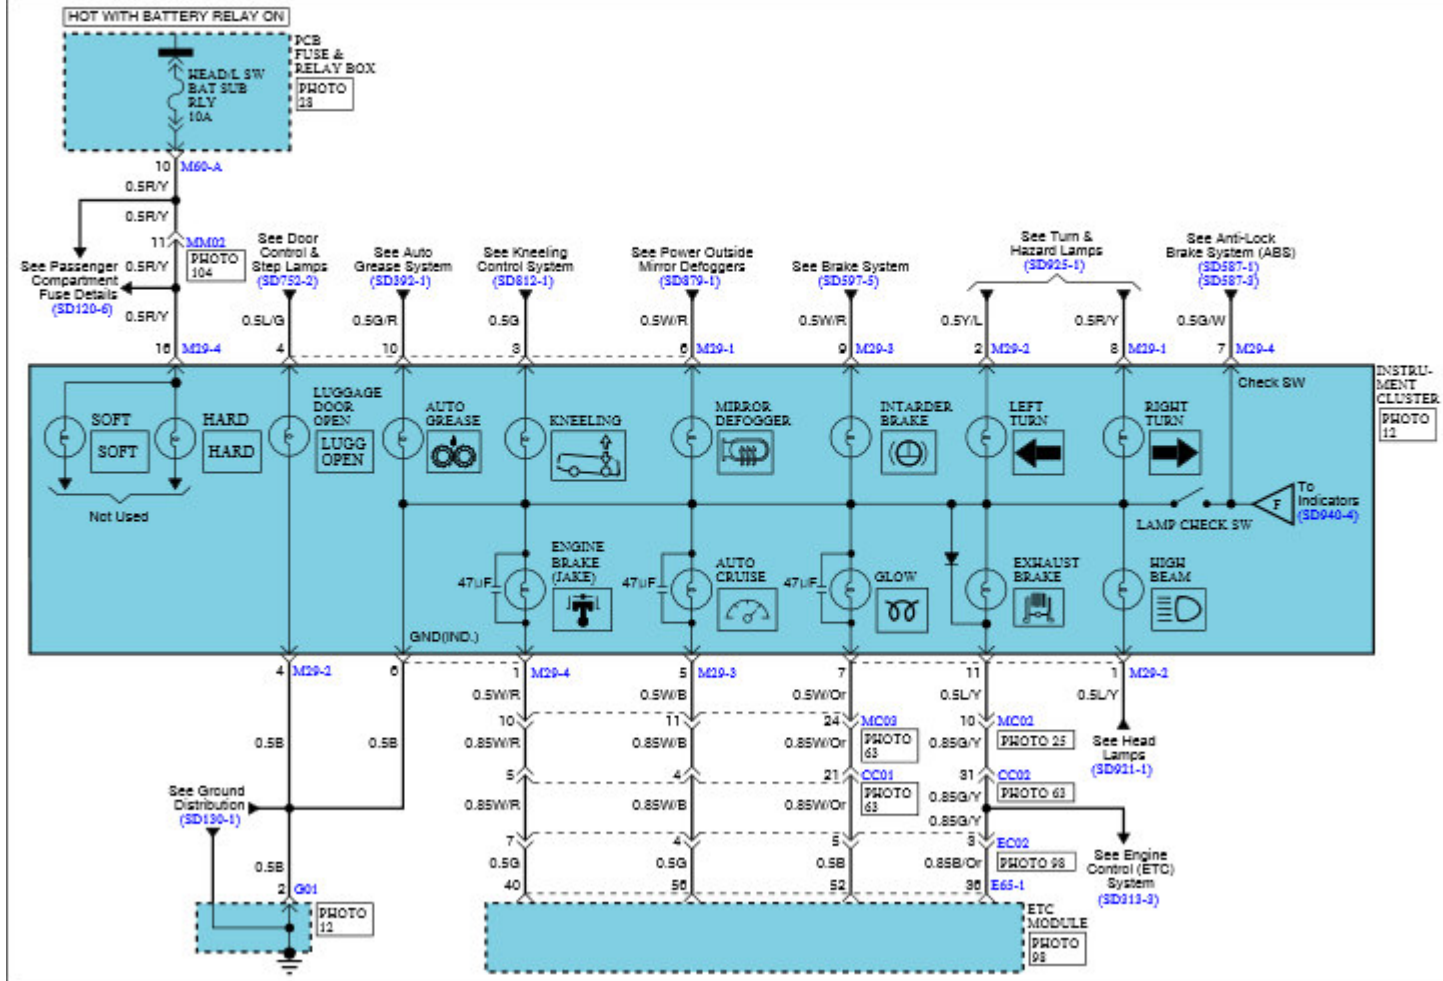 HOT WITH BATTERY RELAY ON
PCB
FUSE &
RELAY BOX
PHOTO
28
HEAD/L SW
BAT SUB
RLY
10A
10 M60-A
0.5R/Y
0.5R/Y
11 MM02
PHOTO
104
See Passenger
Compartment
Fuse Details
(SD120-6)
0.5R/Y
0.5R/Y
16 M29-4
See Door
Control &
Step Lamps
(SD752-2)
0.5L/G
4
See Auto
Grease System
(SD392-1)
0.5G/R
10
See Kneeling
Control System
(SD812-1)
0.5G
3
See Power Outside
Mirror Defoggers
(SD879-1)
0.5W/R
6 M29-1
See Brake System
(SD597-5)
0.5W/R
9 M29-3
See Turn &
Hazard Lamps
(SD925-1)
0.5Y/L
2 M29-2
0.5R/Y
8 M29-1
See Anti-Lock
Brake System (ABS)
(SD587-1)
(SD587-3)
0.5G/W
7 M29-4
INSTRU-
MENT
CLUSTER
PHOTO
12
Check SW
SOFT
SOFT
HARD
HARD
Not Used
LUGGAGE
DOOR
OPEN
LUGG
OPEN
AUTO
GREASE
KNEELING
MIRROR
DEFOGGER
INTARDER
BRAKE
LEFT
TURN
RIGHT
TURN
LAMP CHECK SW
F
To
Indicators
(SD940-4)
47µF
ENGINE
BRAKE
(JAKE)
47µF
AUTO
CRUISE
47µF
GLOW
EXHAUST
BRAKE
HIGH
BEAM
GND(IND.)
4 M29-2
6
1 M29-4
5 M29-3
7
11
1 M29-2
0.5W/R
0.5W/B
0.5W/Or
0.5L/Y
0.5L/Y
10
11
24 MC03
PHOTO
63
10 MC02
PHOTO 25
0.5B
0.5B
0.85W/R
0.85W/B
0.85W/Or
0.85G/Y
See Head
Lamps
(SD921-1)
5
4
21 CC01
PHOTO
63
31 CC02
PHOTO 63
See Ground
Distribution
(SD130-1)
0.85W/R
0.85W/B
0.85W/Or
0.85G/Y
0.85G/Y
7
4
5
3 EC02
PHOTO 98
See Engine
Control (ETC)
System
(SD313-3)
0.5B
0.5G
0.5G
0.5B
0.85B/Or
2 G01
PHOTO
12
40
56
52
36 E65-1
ETC
MODULE
PHOTO
98